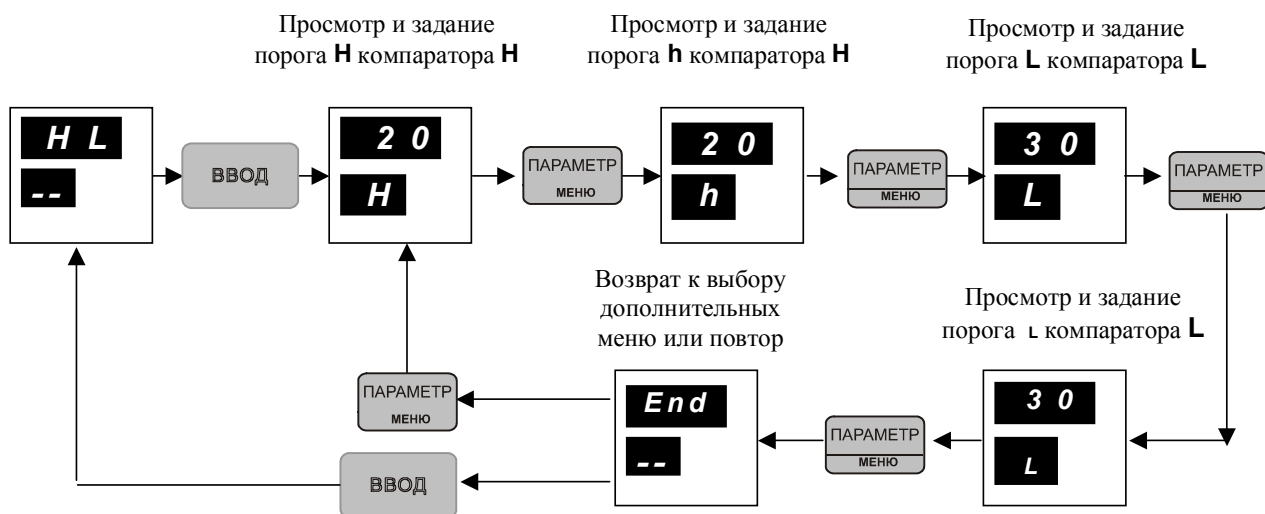 Просмотр и задание
порога H компаратора H
Просмотр и задание
порога h компаратора H
Просмотр и задание
порога L компаратора L
H L
--
ВВОД
2 0
H
ПАРАМЕТР
МЕНЮ
2 0
h
ПАРАМЕТР
МЕНЮ
3 0
L
ПАРАМЕТР
МЕНЮ
Возврат к выбору
дополнительных
меню или повтор
Просмотр и задание
порога ʟ компаратора L
ПАРАМЕТР
МЕНЮ
End
--
ПАРАМЕТР
МЕНЮ
3 0
ʟ
ВВОД